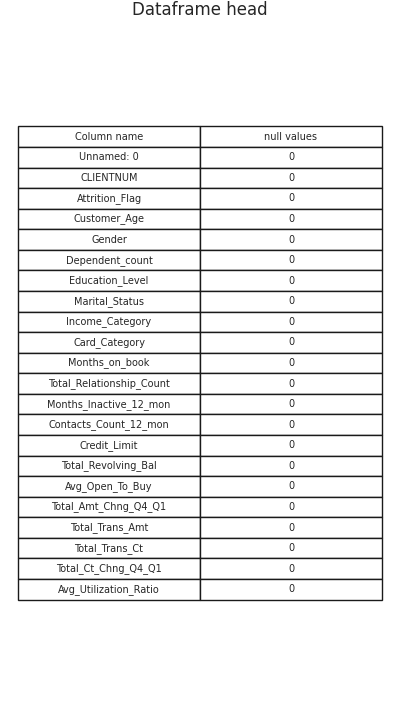 Dataframe head
Column name null values
Unnamed: 0 0
CLIENTNUM 0
Attrition_Flag 0
Customer_Age 0
Gender 0
Dependent_count 0
Education_Level 0
Marital_Status 0
Income_Category 0
Card_Category 0
Months_on_book 0
Total_Relationship_Count 0
Months_Inactive_12_mon 0
Contacts_Count_12_mon 0
Credit_Limit 0
Total_Revolving_Bal 0
Avg_Open_To_Buy 0
Total_Amt_Chng_Q4_Q1 0
Total_Trans_Amt 0
Total_Trans_Ct 0
Total_Ct_Chng_Q4_Q1 0
Avg_Utilization_Ratio 0